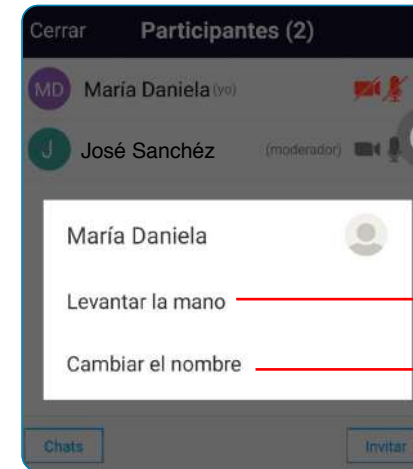 Cerrar Participantes (2)
MD María Daniela (yo)
J José Sanchéz (moderador)
María Daniela
Levantar la mano
Cambiar el nombre
Chats Invitar